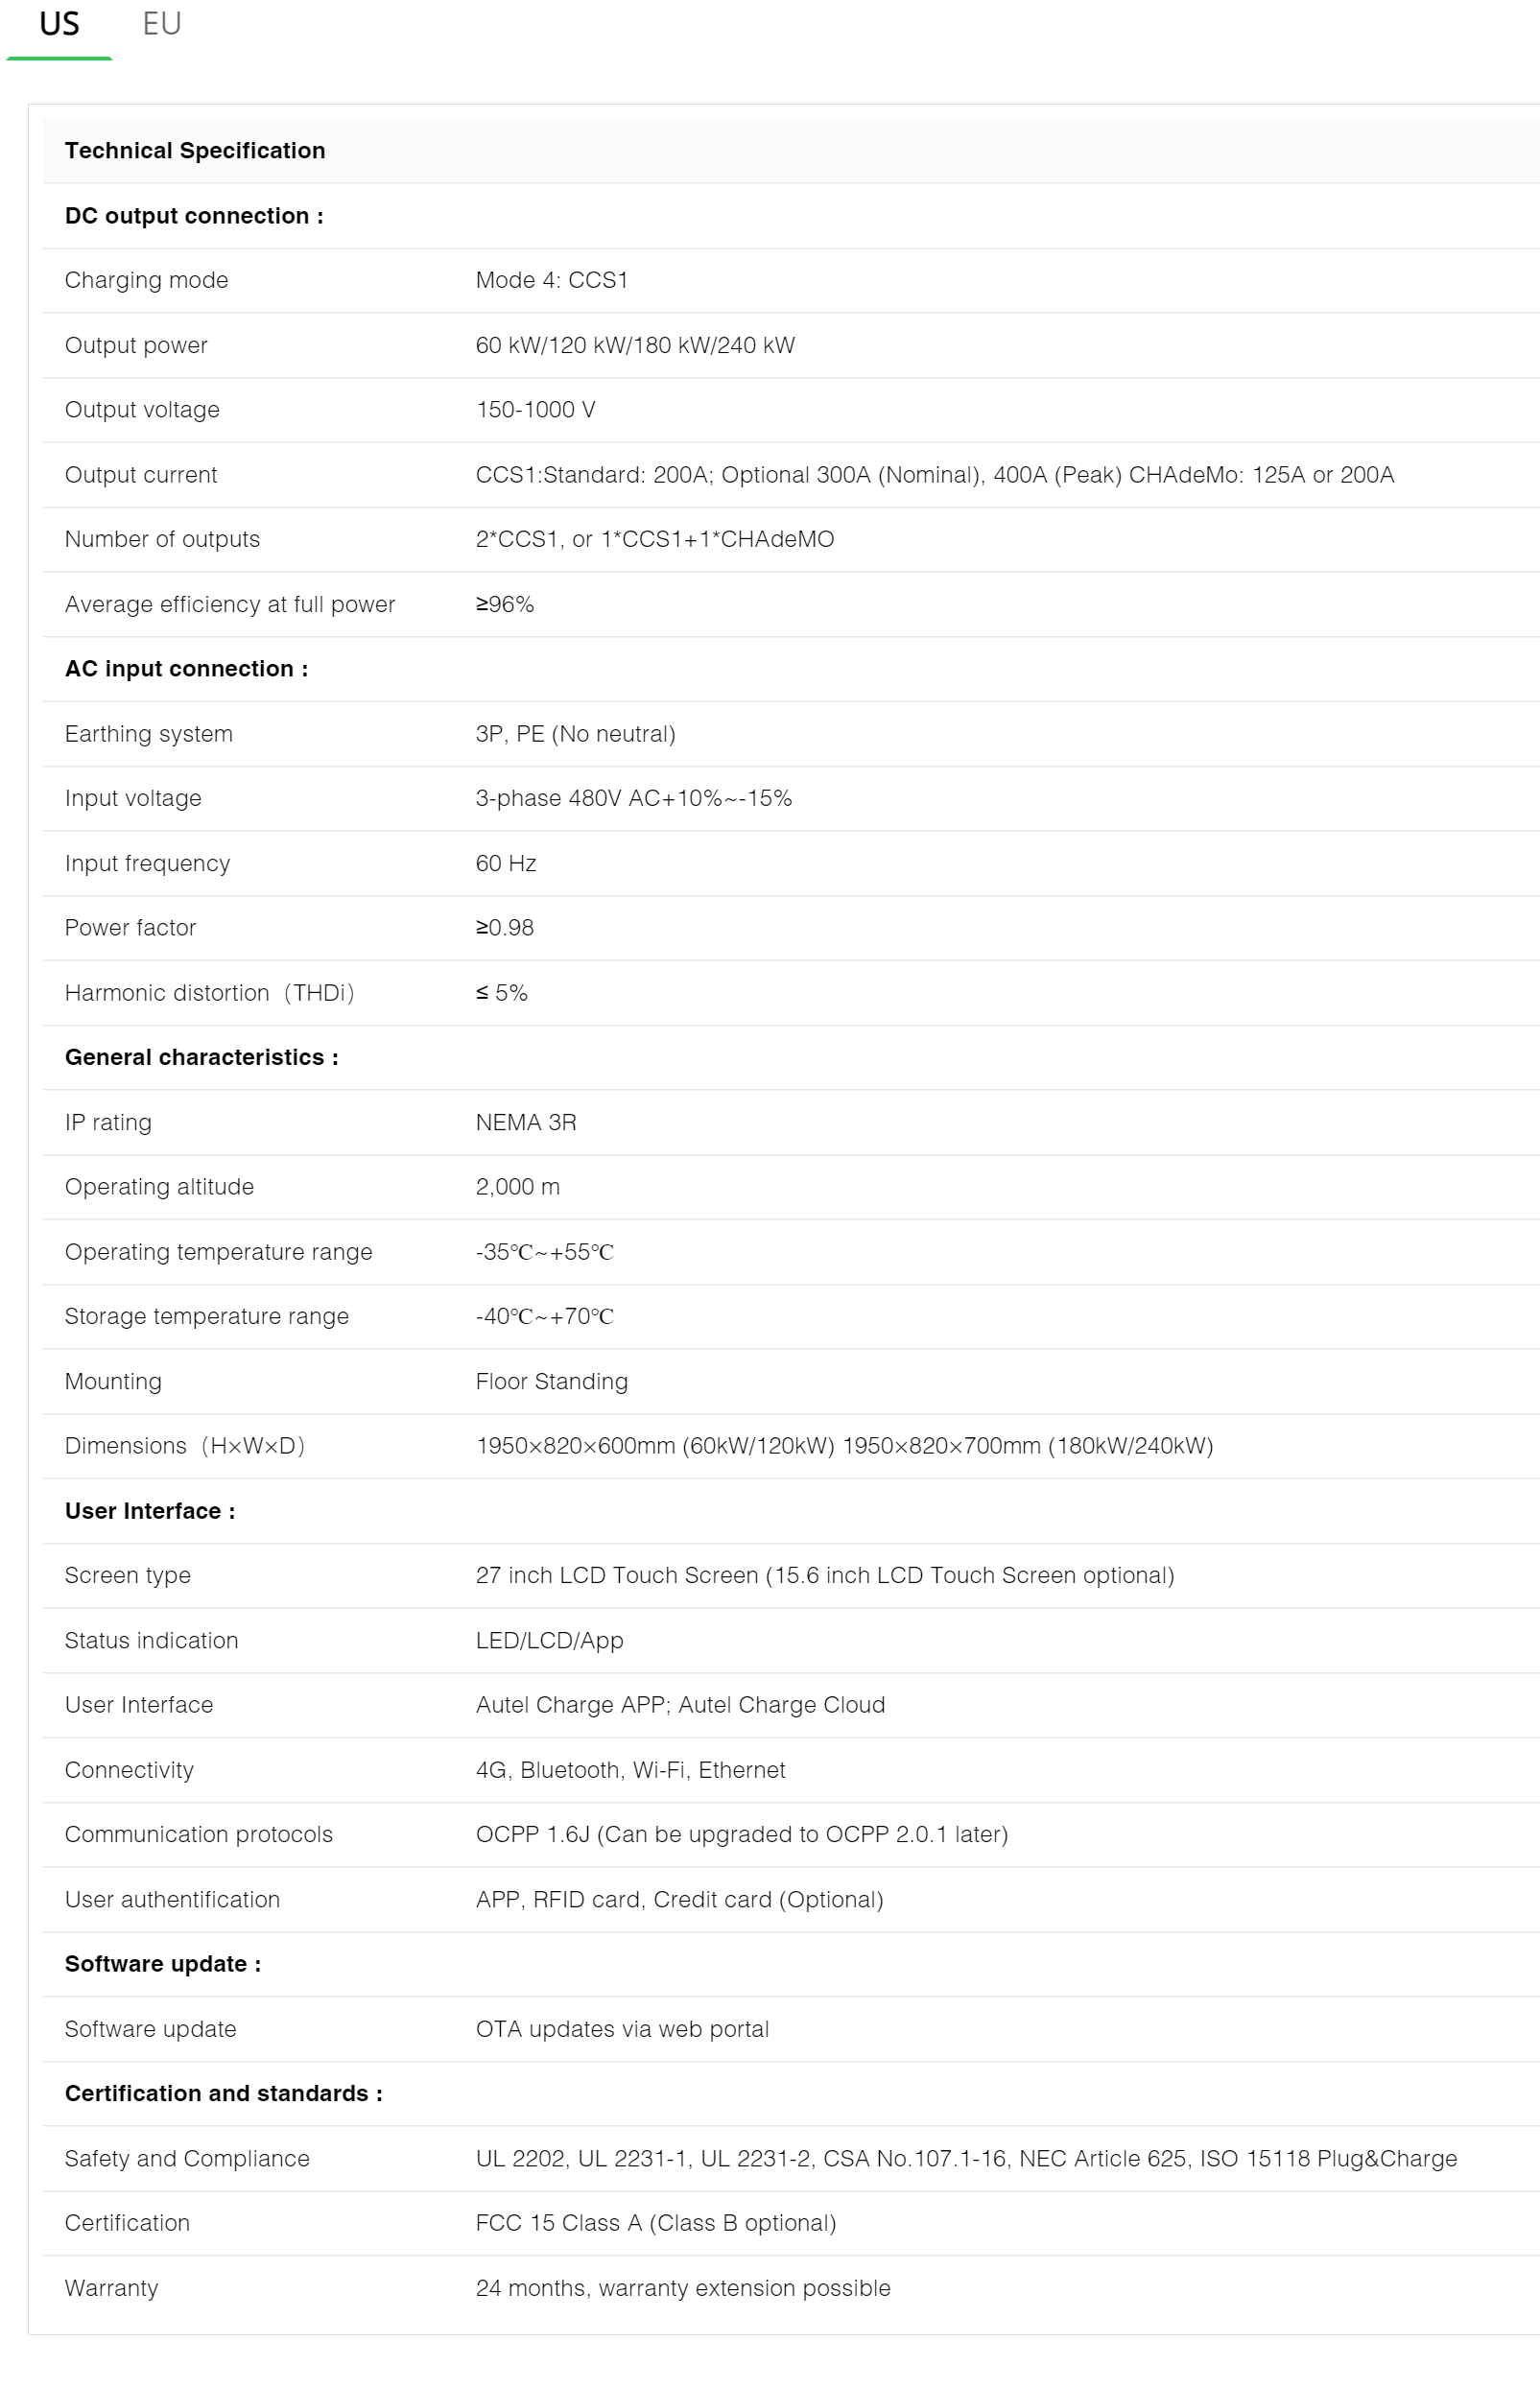 US EU
Technical Specification
DC output connection :
Charging mode Mode 4: CCS1
Output power 60 kW/120 kW/180 kW/240 kW
Output voltage 150-1000 V
Output current CCS1:Standard: 200A; Optional 300A (Nominal), 400A (Peak) CHAdeMo: 125A or 200A
Number of outputs 2*CCS1, or 1*CCS1+1*CHAdeMO
Average efficiency at full power ≥96%
AC input connection :
Earthing system 3P, PE (No neutral)
Input voltage 3-phase 480V AC+10%~-15%
Input frequency 60 Hz
Power factor ≥0.98
Harmonic distortion（THDi） ≤ 5%
General characteristics :
IP rating NEMA 3R
Operating altitude 2,000 m
Operating temperature range -35℃~+55℃
Storage temperature range -40℃~+70℃
Mounting Floor Standing
Dimensions（H×W×D） 1950×820×600mm (60kW/120kW) 1950×820×700mm (180kW/240kW)
User Interface :
Screen type 27 inch LCD Touch Screen (15.6 inch LCD Touch Screen optional)
Status indication LED/LCD/App
User Interface Autel Charge APP; Autel Charge Cloud
Connectivity 4G, Bluetooth, Wi-Fi, Ethernet
Communication protocols OCPP 1.6J (Can be upgraded to OCPP 2.0.1 later)
User authentification APP, RFID card, Credit card (Optional)
Software update :
Software update OTA updates via web portal
Certification and standards :
Safety and Compliance UL 2202, UL 2231-1, UL 2231-2, CSA No.107.1-16, NEC Article 625, ISO 15118 Plug&Charge
Certification FCC 15 Class A (Class B optional)
Warranty 24 months, warranty extension possible